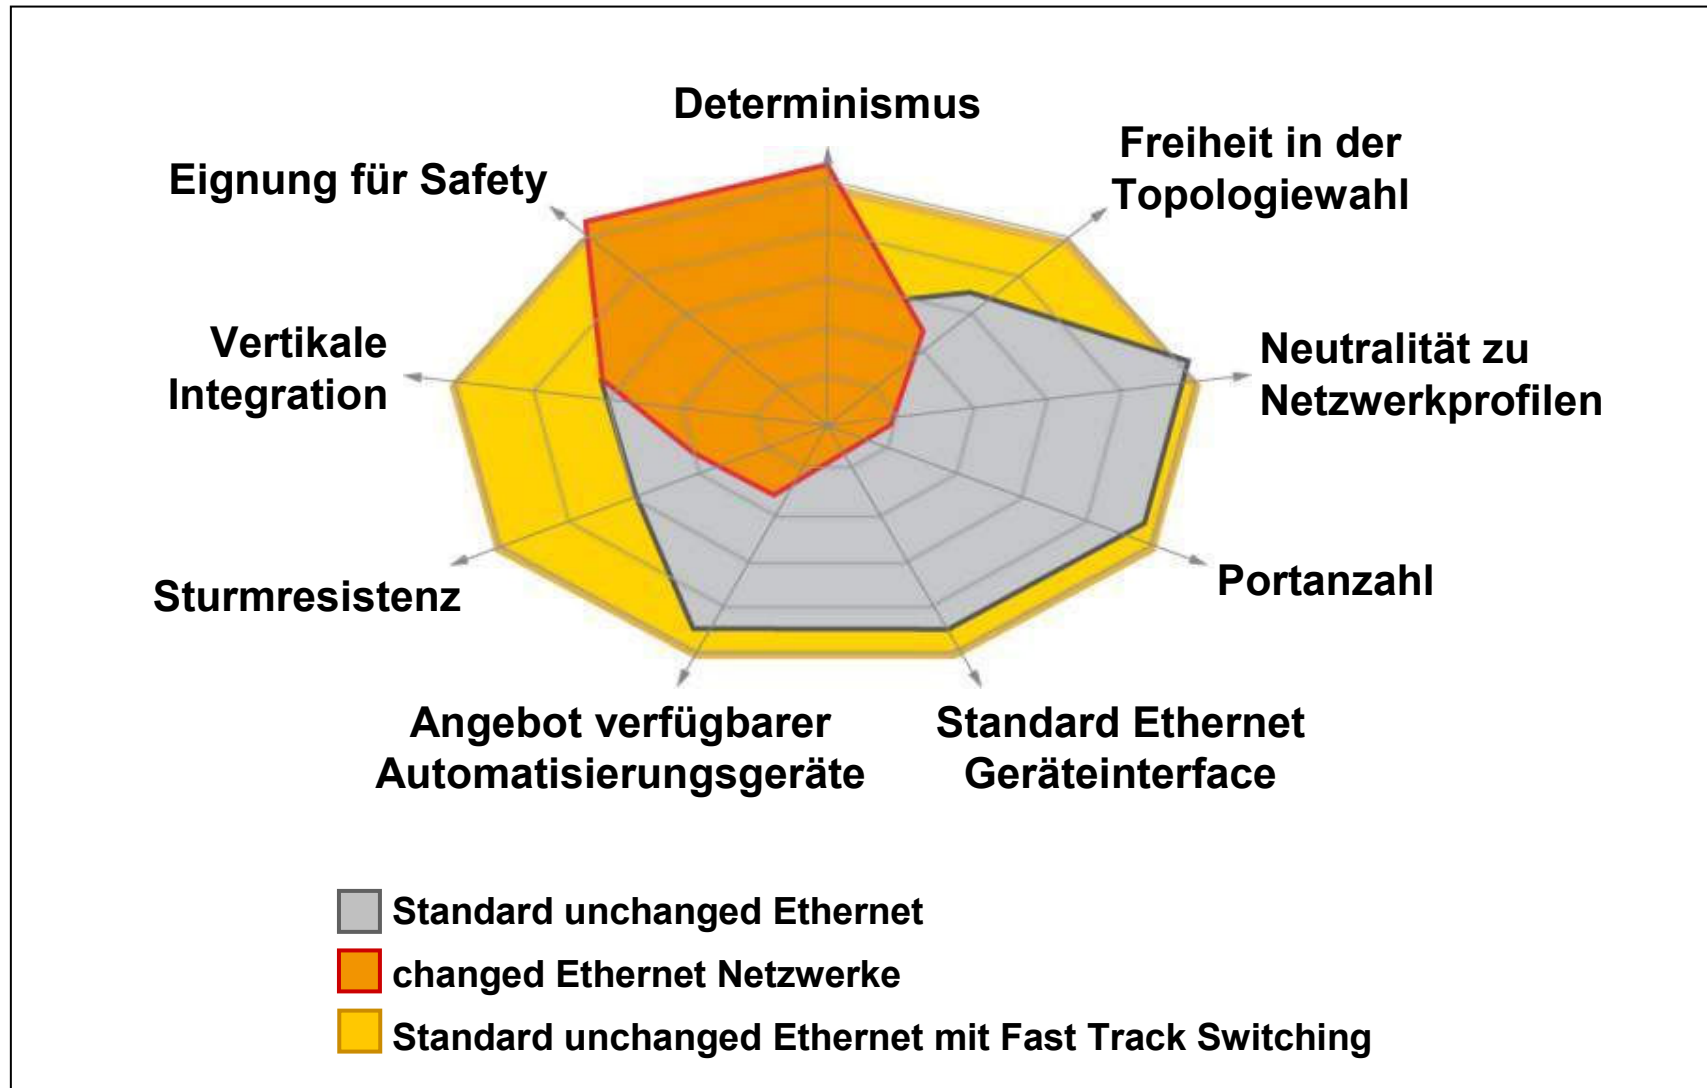 Determinismus
Freiheit in der
Topologiewahl
Eignung für Safety
Neutralität zu
Netzwerkprofilen
Vertikale
Integration
Portanzahl
Sturmresistenz
Angebot verfügbarer
Automatisierungsgeräte
Standard Ethernet
Geräteinterface
Standard unchanged Ethernet
changed Ethernet Netzwerke
Standard unchanged Ethernet mit Fast Track Switching